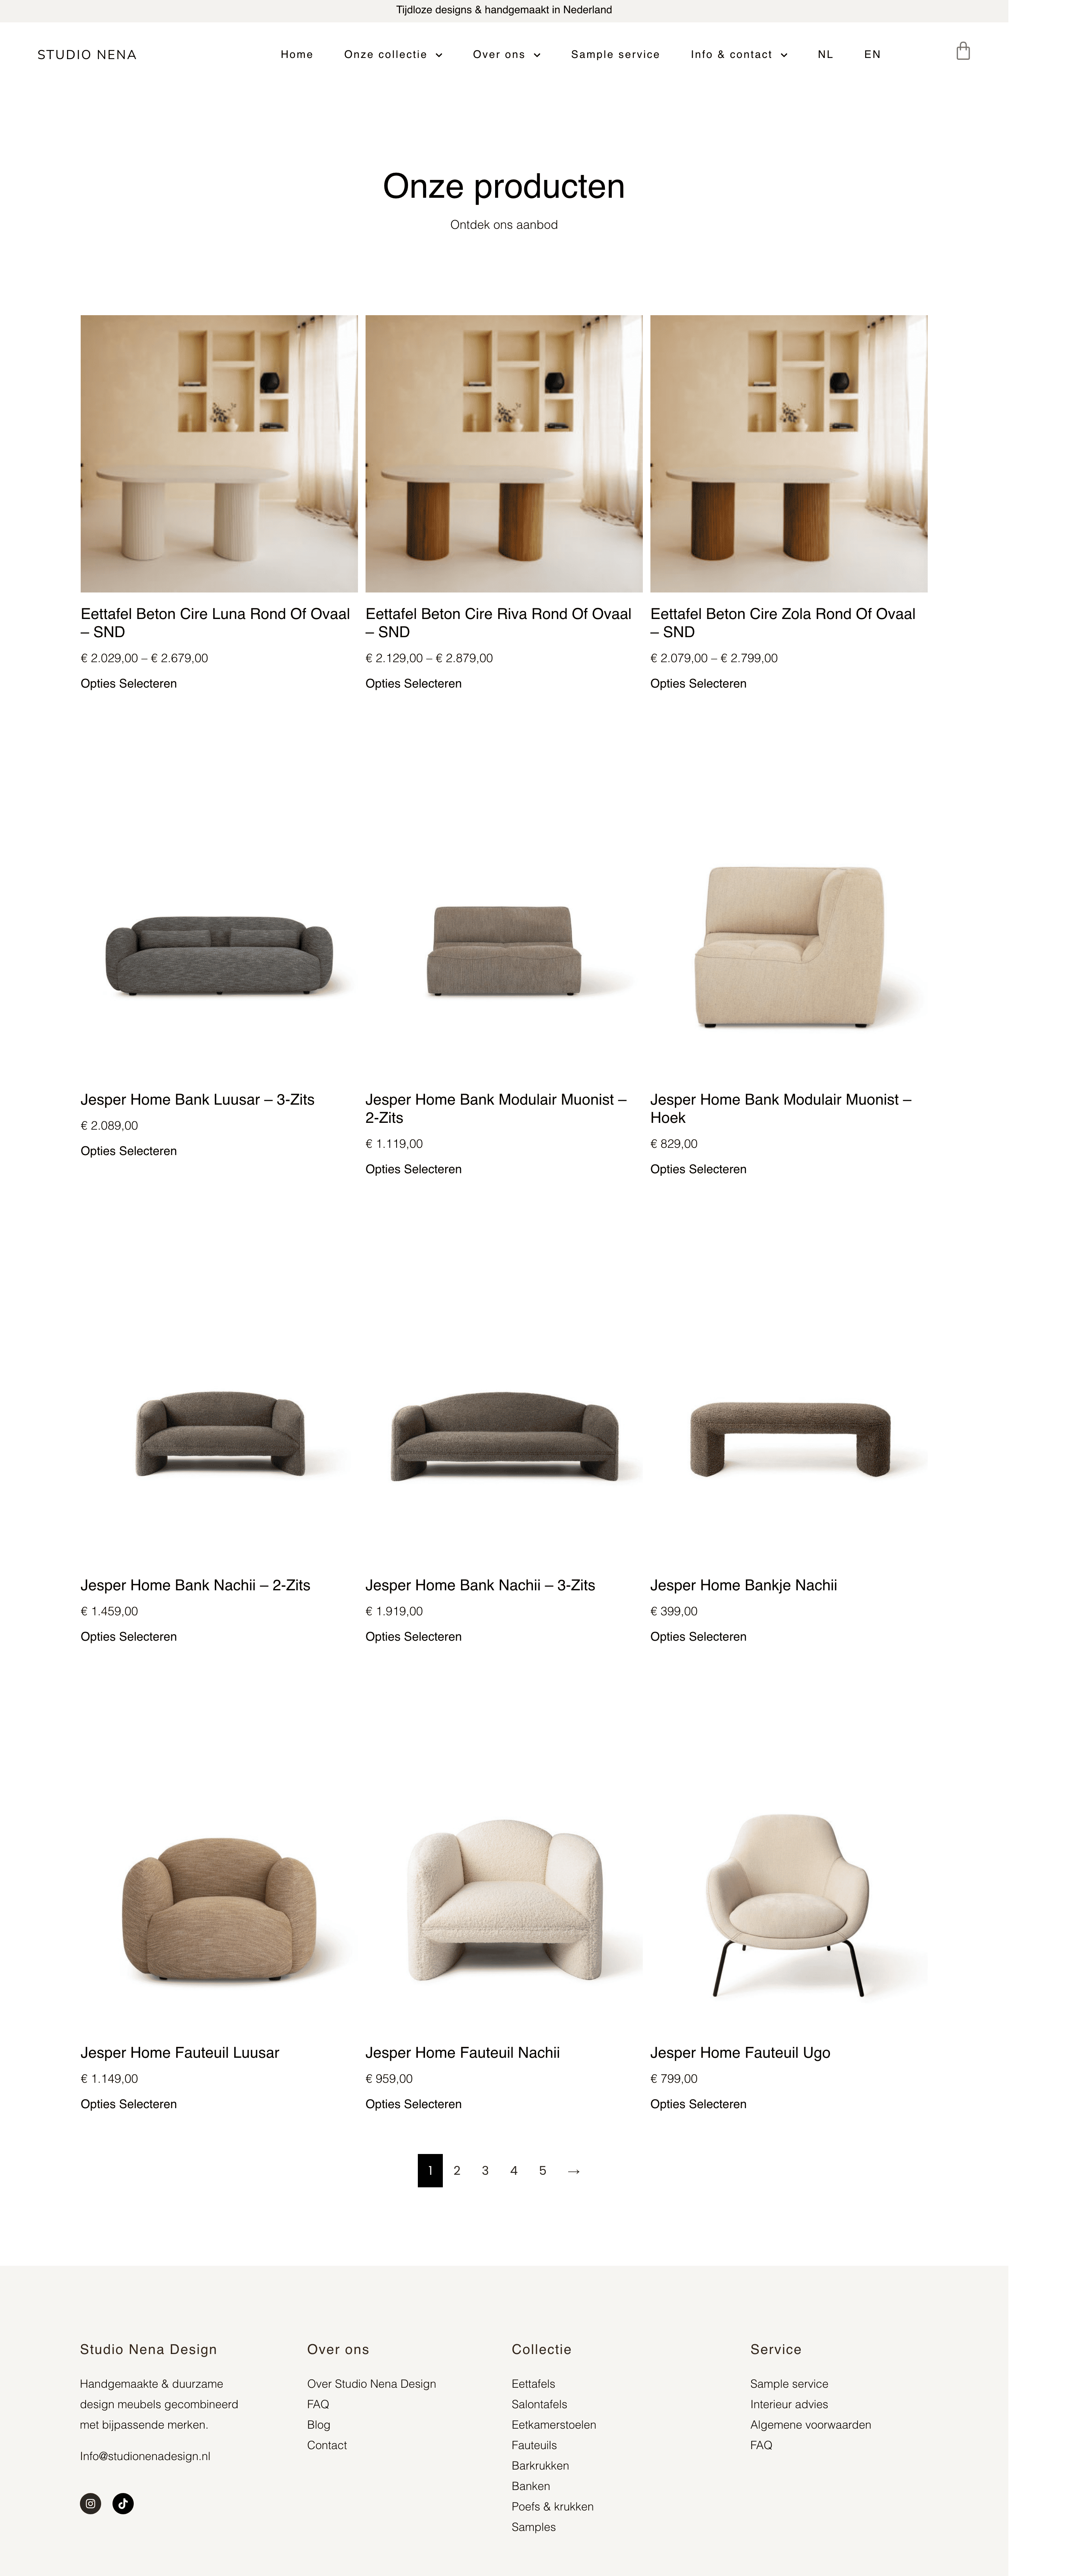 Tijdloze designs & handgemaakt in Nederland
STUDIO NENA
Home Onze collectie Over ons Sample service Info & contact NL EN
Onze producten
Ontdek ons aanbod
Eettafel Beton Cire Luna Rond Of Ovaal
– SND
€ 2.029,00 – € 2.679,00
Opties Selecteren
Eettafel Beton Cire Riva Rond Of Ovaal
– SND
€ 2.129,00 – € 2.879,00
Opties Selecteren
Eettafel Beton Cire Zola Rond Of Ovaal
– SND
€ 2.079,00 – € 2.799,00
Opties Selecteren
Jesper Home Bank Luusar – 3-Zits
€ 2.089,00
Opties Selecteren
Jesper Home Bank Modulair Muonist –
2-Zits
€ 1.119,00
Opties Selecteren
Jesper Home Bank Modulair Muonist –
Hoek
€ 829,00
Opties Selecteren
Jesper Home Bank Nachii – 2-Zits
€ 1.459,00
Opties Selecteren
Jesper Home Bank Nachii – 3-Zits
€ 1.919,00
Opties Selecteren
Jesper Home Bankje Nachii
€ 399,00
Opties Selecteren
Jesper Home Fauteuil Luusar
€ 1.149,00
Opties Selecteren
Jesper Home Fauteuil Nachii
€ 959,00
Opties Selecteren
Jesper Home Fauteuil Ugo
€ 799,00
Opties Selecteren
1 2 3 4 5 →
Studio Nena Design
Handgemaakte & duurzame
design meubels gecombineerd
met bijpassende merken.
Info@studionenadesign.nl
Over ons
Over Studio Nena Design
FAQ
Blog
Contact
Collectie
Eettafels
Salontafels
Eetkamerstoelen
Fauteuils
Barkrukken
Banken
Poefs & krukken
Samples
Service
Sample service
Interieur advies
Algemene voorwaarden
FAQ